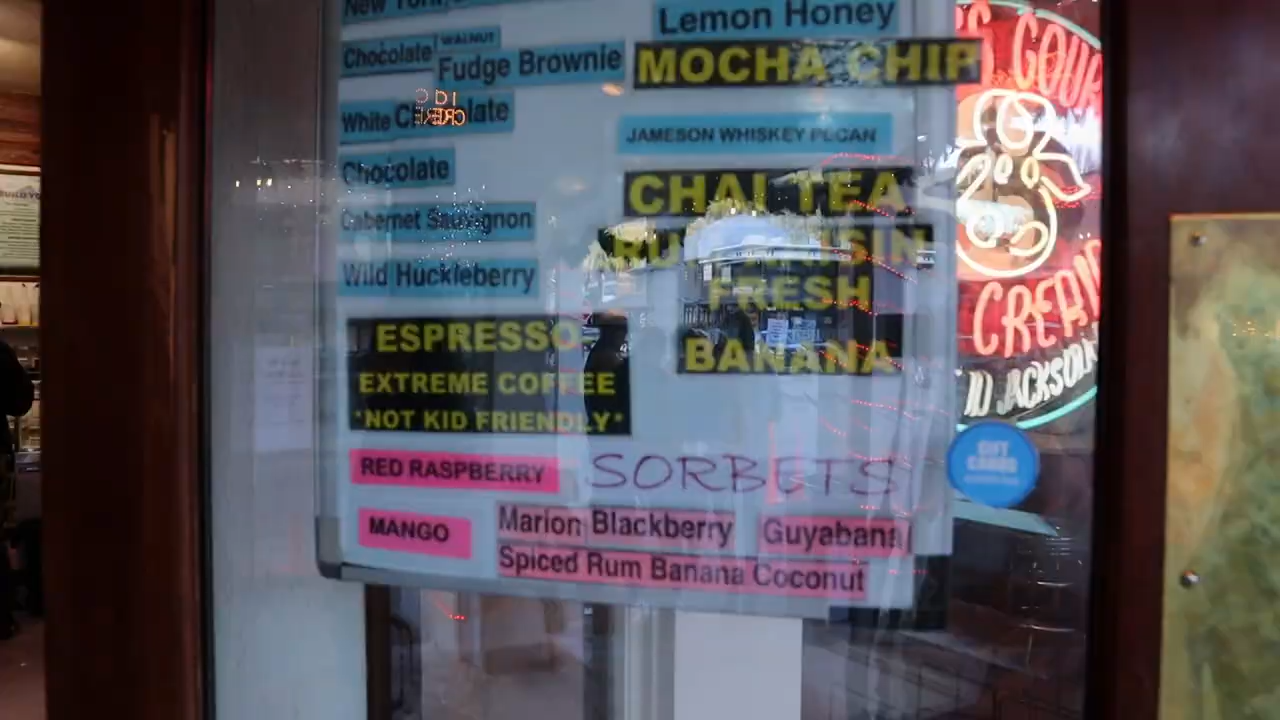 New York
Chocolate WALNUT
Fudge Brownie
White Chocolate
Chocolate
Cabernet Sauvignon
Wild Huckleberry
ESPRESSO
EXTREME COFFEE
*NOT KID FRIENDLY*
Lemon Honey
MOCHA CHIP
JAMESON WHISKEY PECAN
CHAI TEA
FRESH
BANANA
RED RASPBERRY
SORBETS
MANGO
Marion Blackberry
Guyabana
Spiced Rum Banana Coconut
GIFT
CARDS
CREAM
JACKSON
BUILD